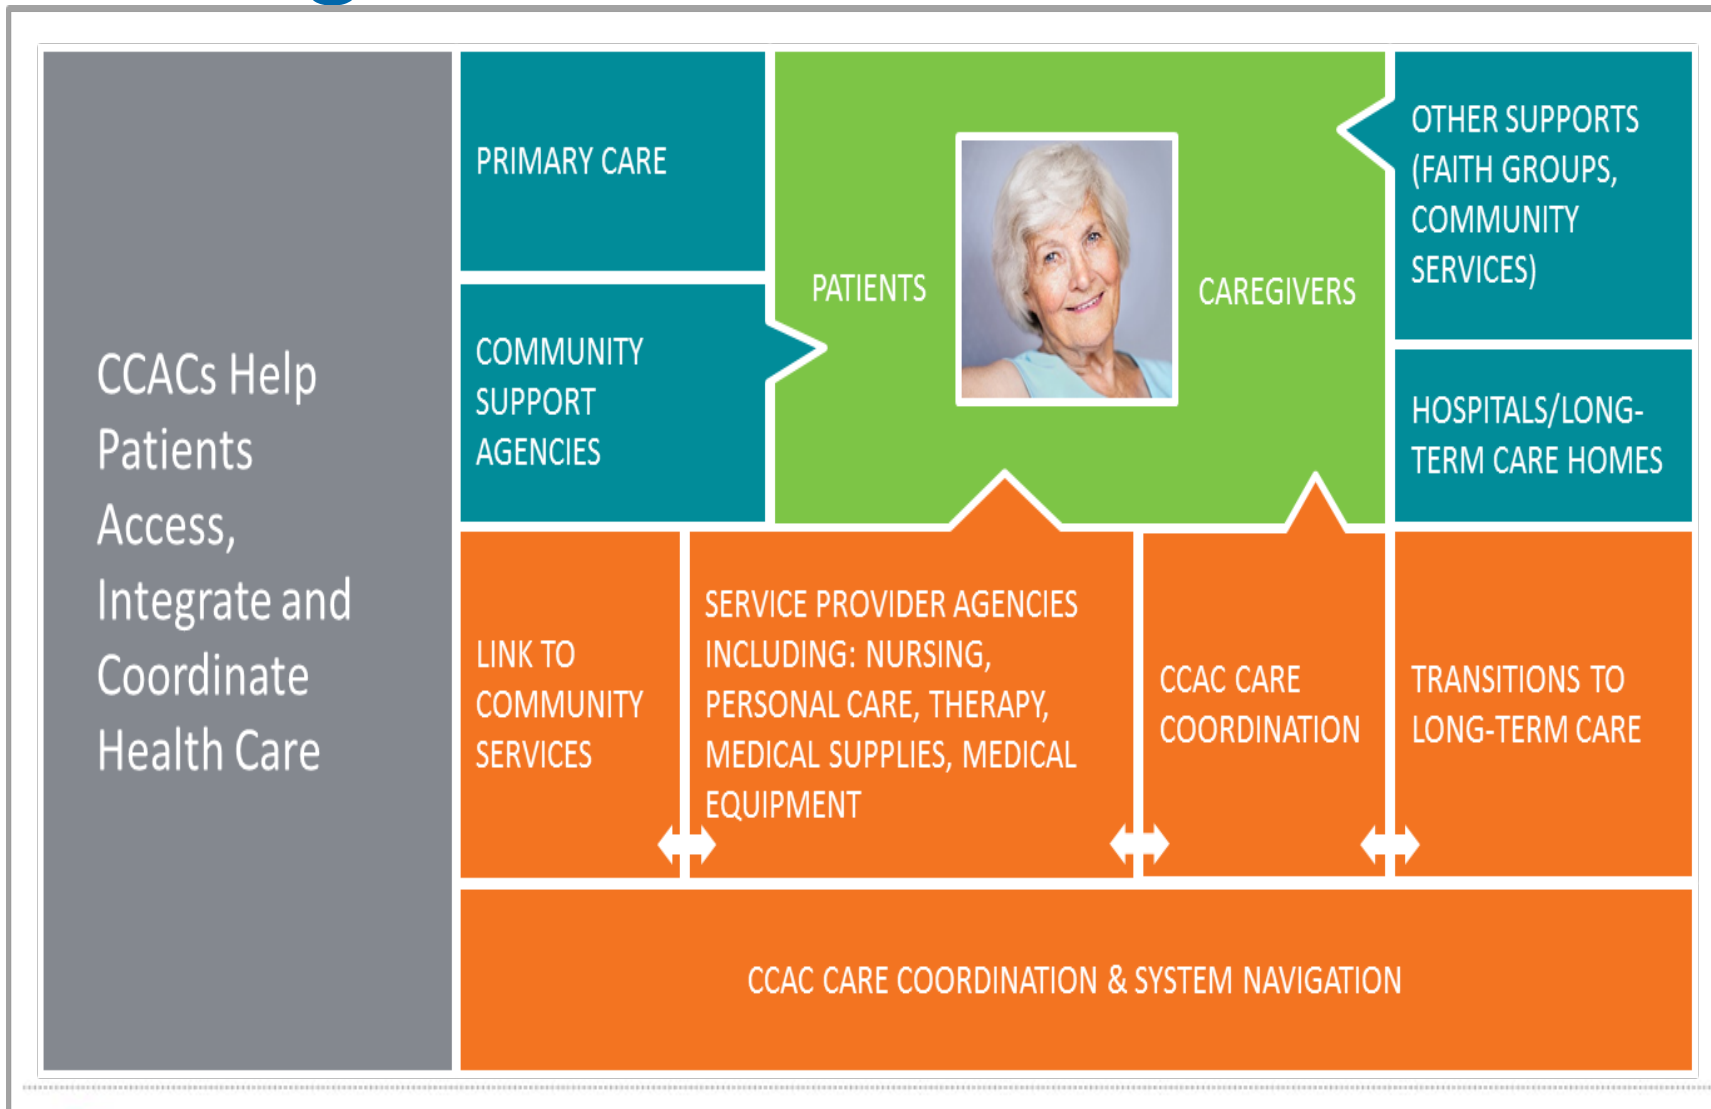 CCACs Help
Patients
Access,
Integrate and
Coordinate
Health Care
PRIMARY CARE
COMMUNITY
SUPPORT
AGENCIES
PATIENTS
CAREGIVERS
OTHER SUPPORTS
(FAITH GROUPS,
COMMUNITY
SERVICES)
HOSPITALS/LONG-
TERM CARE HOMES
LINK TO
COMMUNITY
SERVICES
SERVICE PROVIDER AGENCIES
INCLUDING: NURSING,
PERSONAL CARE, THERAPY,
MEDICAL SUPPLIES, MEDICAL
EQUIPMENT
CCAC CARE
COORDINATION
TRANSITIONS TO
LONG-TERM CARE
CCAC CARE COORDINATION & SYSTEM NAVIGATION